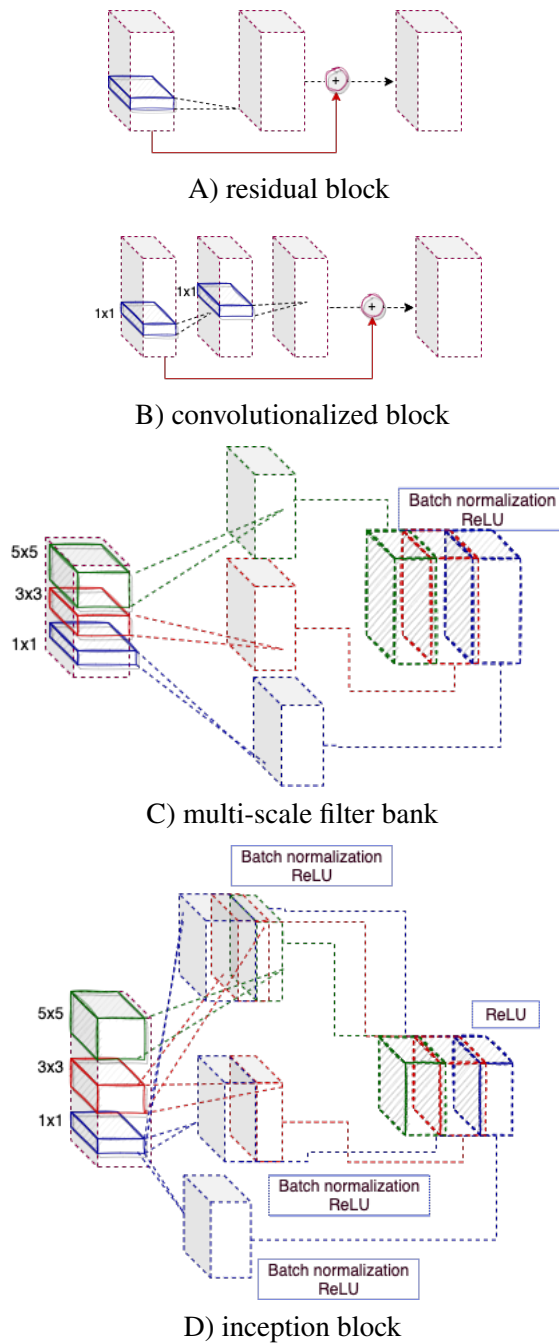 +
A) residual block
1x1
1x1
+
B) convolutionalized block
Batch normalization
ReLU
5x5
3x3
1x1
C) multi-scale filter bank
Batch normalization
ReLU
5x5
ReLU
3x3
1x1
Batch normalization
ReLU
Batch normalization
ReLU
D) inception block